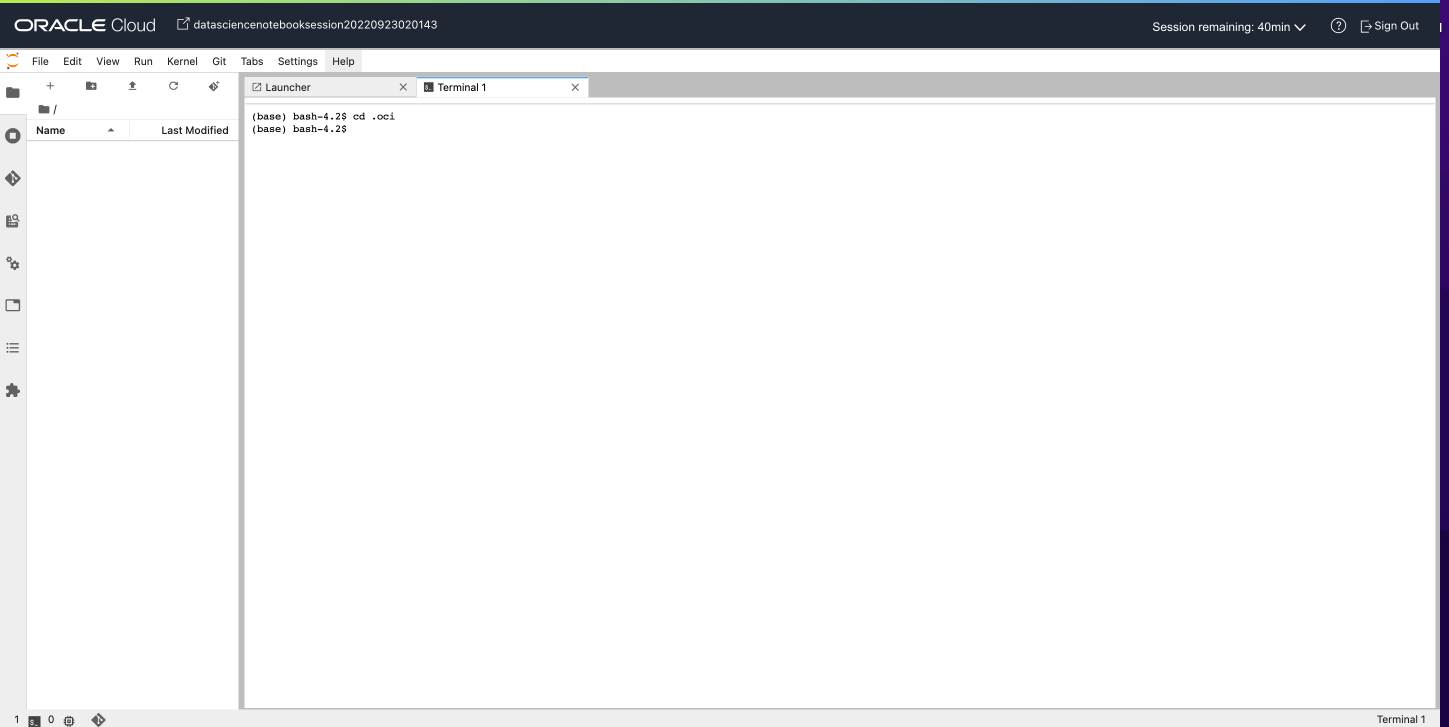 ORACLE Cloud datasciencenotebooksession20220923020143 Session remaining: 40min ? Sign Out
File Edit View Run Kernel Git Tabs Settings Help
Launcher Terminal 1
/
Name Last Modified
(base) bash-4.2$ cd .oci
(base) bash-4.2$
1 0 Terminal 1